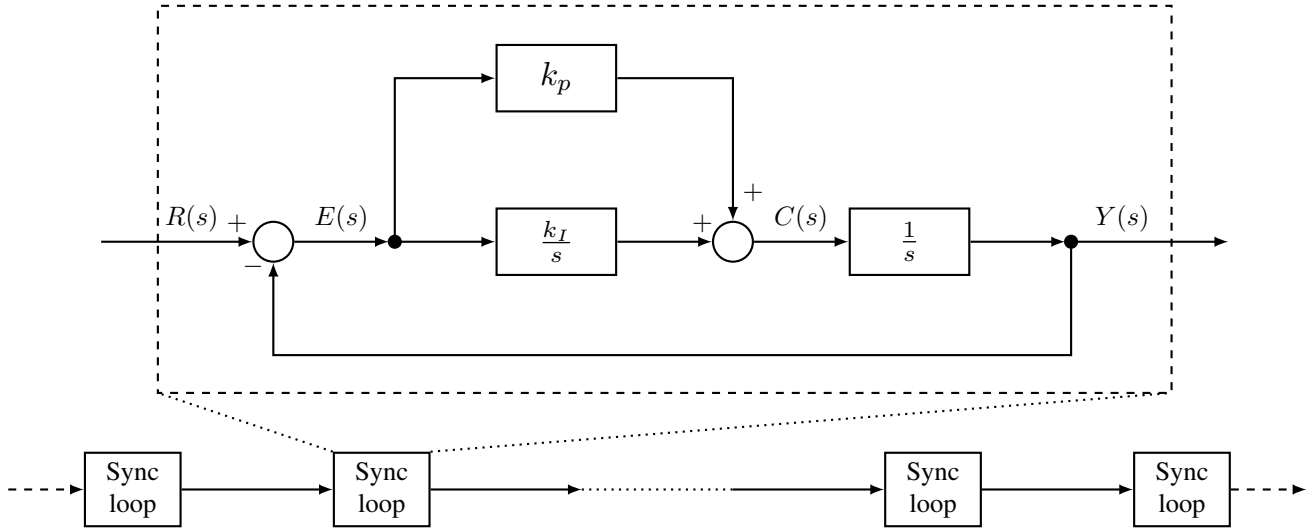 k_p
+
R(s) + E(s) + C(s) Y(s)
k_I/s 1/s
−
Sync loop
Sync loop
Sync loop
Sync loop